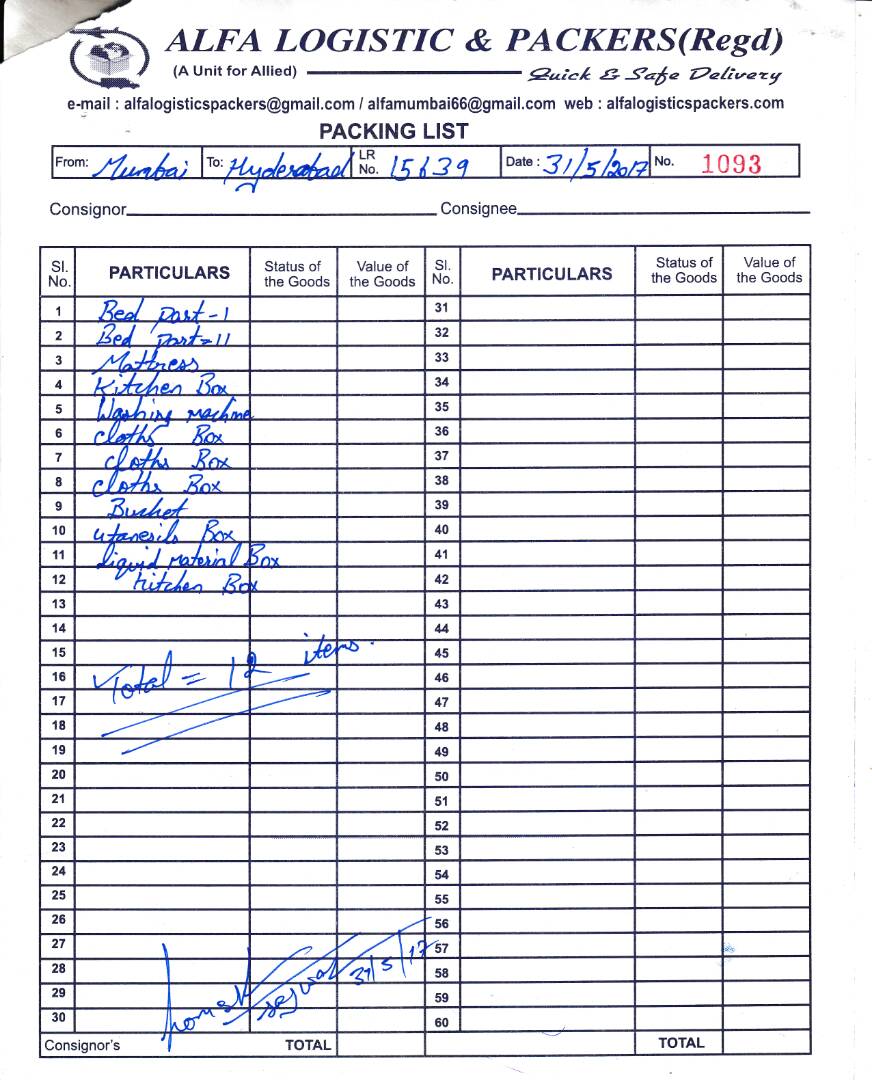 ALFA LOGISTIC & PACKERS(Regd)
(A Unit for Allied)
Quick & Safe Delivery
e-mail : alfalogisticspackers@gmail.com / alfamumbai66@gmail.com web : alfalogisticspackers.com
PACKING LIST
From: Mumbai To: Hyderabad LR No. 15639 Date : 31/5/2017 No. 1093
Consignor Consignee
Sl. No. PARTICULARS Status of the Goods Value of the Goods Sl. No. PARTICULARS Status of the Goods Value of the Goods
1 Bed part-I 31
2 Bed part-II 32
3 Mattress 33
4 Kitchen Box 34
5 Washing machine 35
6 cloths Box 36
7 cloths Box 37
8 cloths Box 38
9 Bucket 39
10 utanesils Box 40
11 liquid material Box 41
12 kitchen Box 42
13 43
14 44
15 45
16 Total = 12 items. 46
17 47
18 48
19 49
20 50
21 51
22 52
23 53
24 54
25 55
26 56
27 57
28 31/5/17 58
29 59
30 60
Consignor's TOTAL TOTAL